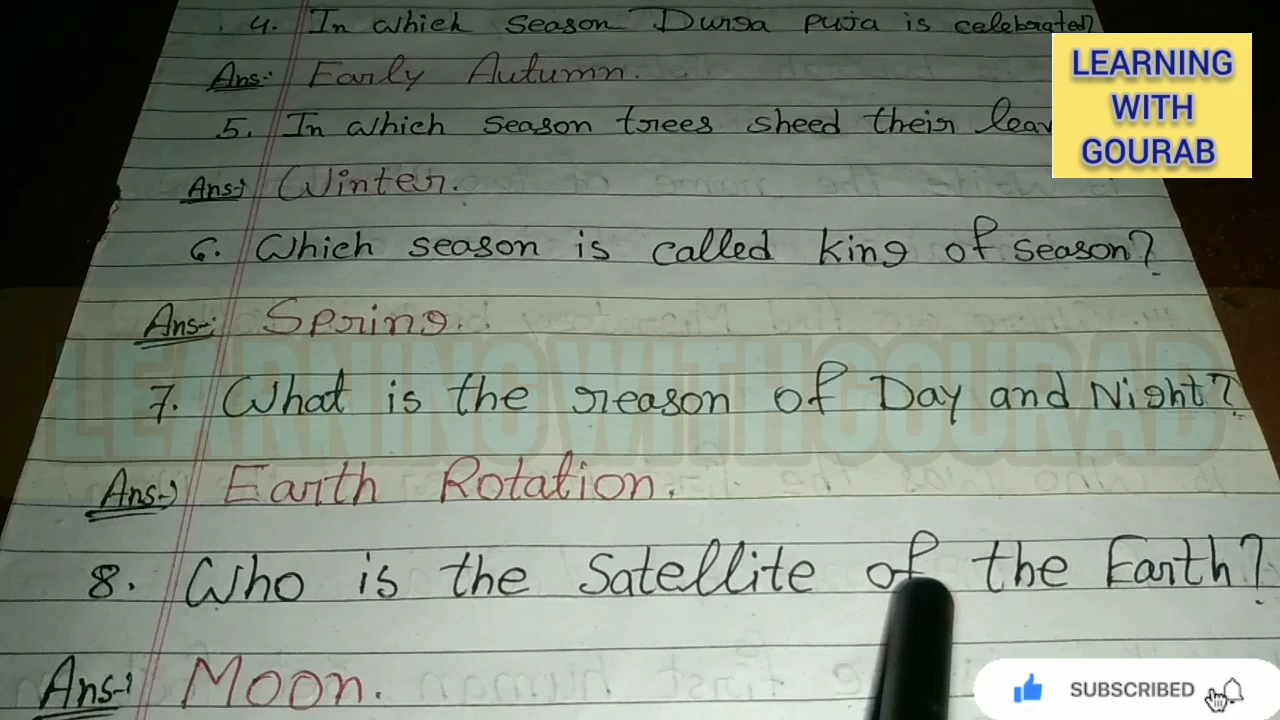 4. In which season Durga puja is celebrated?
Ans:- Early Autumn.
5. In which season trees sheed their leav
Ans:- Winter.
6. Which season is called king of season?
Ans:- Spring.
7. What is the reason of Day and Night?
Ans:- Earth Rotation.
8. Who is the Satellite of the Earth?
Ans:- Moon.
LEARNING
WITH
GOURAB
LEARNINGWITHGOURAB
SUBSCRIBED